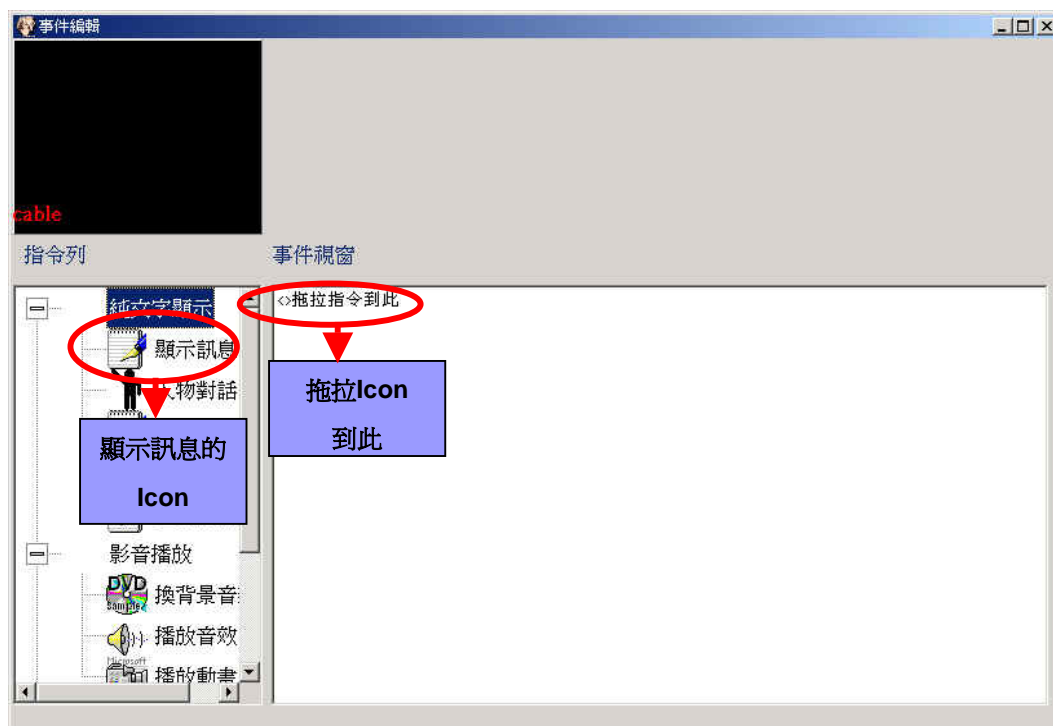 事件編輯
cable
指令列
事件視窗
純文字顯示
<>拖拉指令到此
顯示訊息
人物對話
拖拉Icon
到此
顯示訊息的
Icon
影音播放
DVD
Sample
換背景音
播放音效
Microsoft
播放動畫